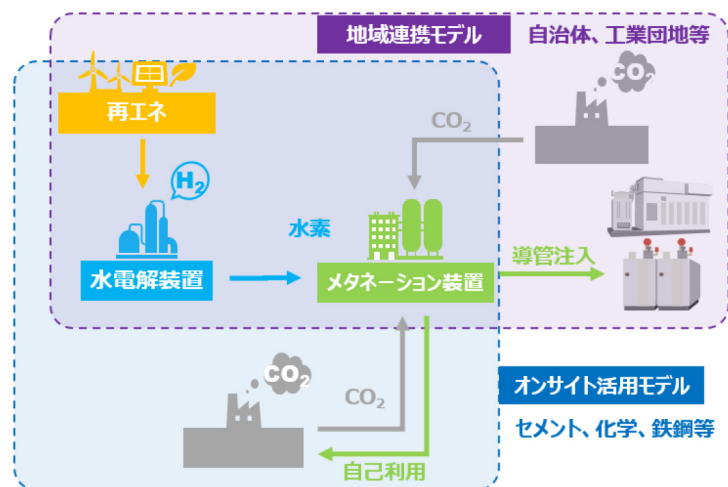 地域連携モデル
自治体、工業団地等
CO₂
再エネ
CO₂
H₂
水素
水電解装置
メタネーション装置
導管注入
CO₂
CO₂
オンサイト活用モデル
セメント、化学、鉄鋼等
自己利用